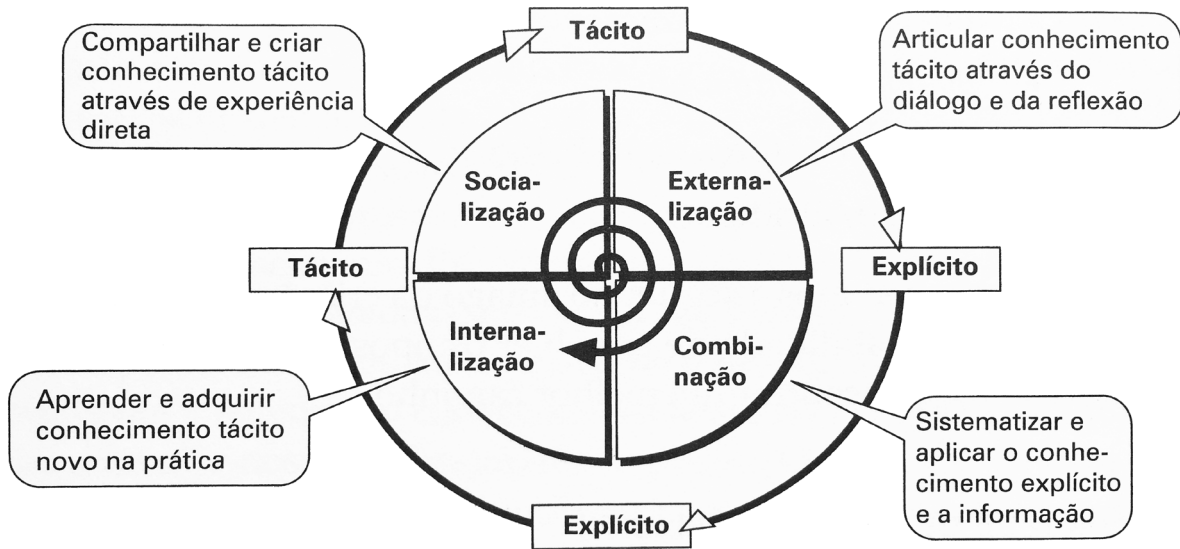 Tácito
Compartilhar e criar
conhecimento tácito
através de experiência
direta
Articular conhecimento
tácito através do
diálogo e da reflexão
Socia-
lização
Externa-
lização
Tácito
Explícito
Interna-
lização
Combi-
nação
Aprender e adquirir
conhecimento tácito
novo na prática
Sistematizar e
aplicar o conhe-
cimento explícito
e a informação
Explícito